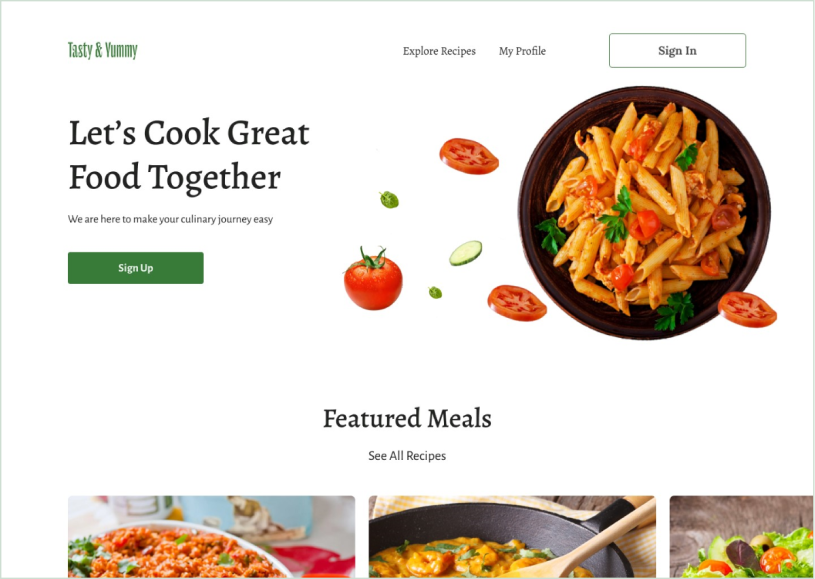 Tasty & Yummy
Explore Recipes
My Profile
Sign In
Let’s Cook Great
Food Together
We are here to make your culinary journey easy
Sign Up
Featured Meals
See All Recipes